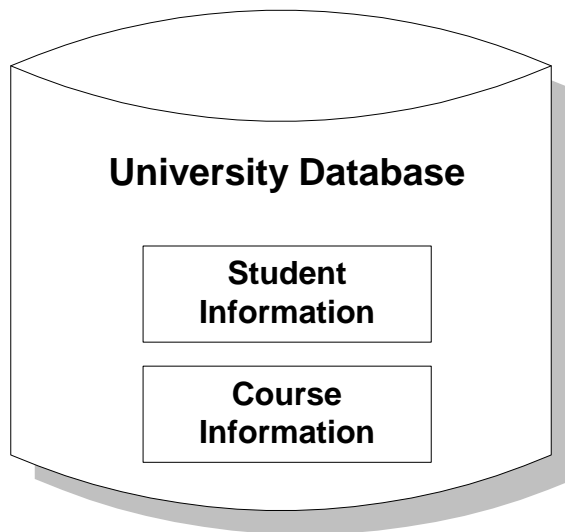 University Database
Student
Information
Course
Information